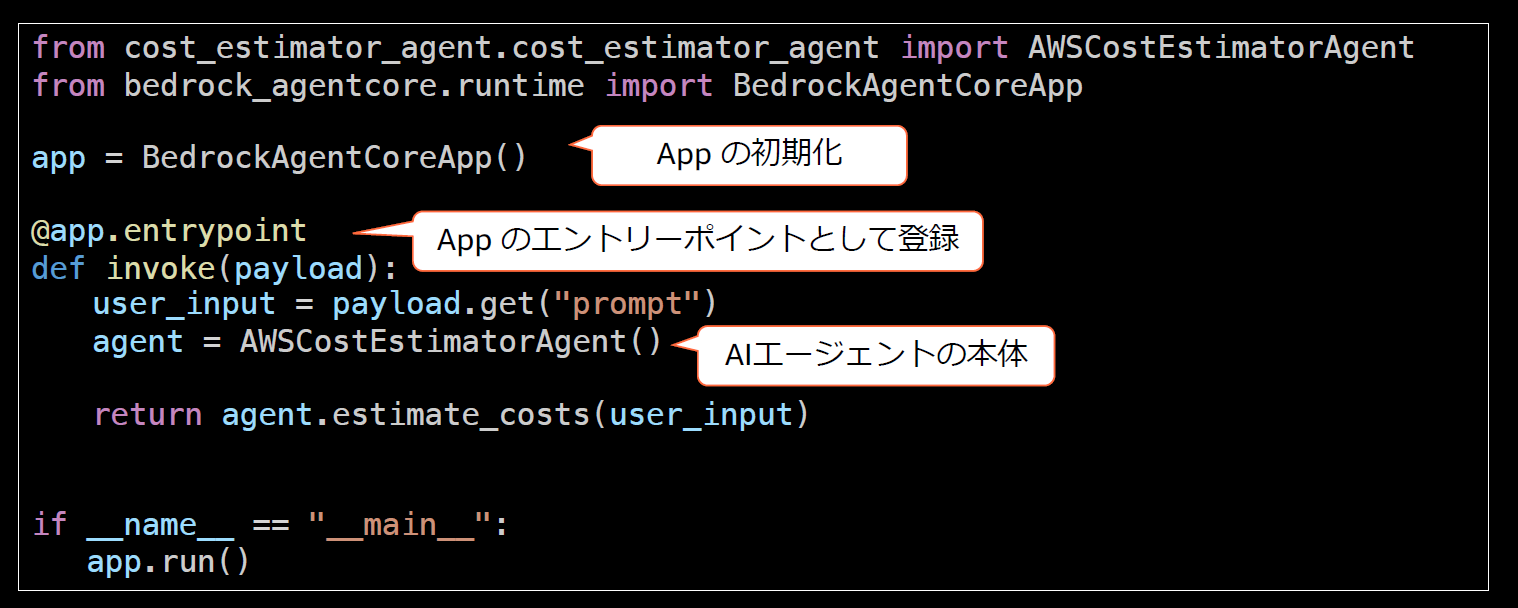 from cost_estimator_agent.cost_estimator_agent import AWSCostEstimatorAgent
from bedrock_agentcore.runtime import BedrockAgentCoreApp
app = BedrockAgentCoreApp()
App の初期化
@app.entrypoint
App のエントリーポイントとして登録
def invoke(payload):
user_input = payload.get("prompt")
agent = AWSCostEstimatorAgent()
AIエージェントの本体
return agent.estimate_costs(user_input)
if __name__ == "__main__":
app.run()